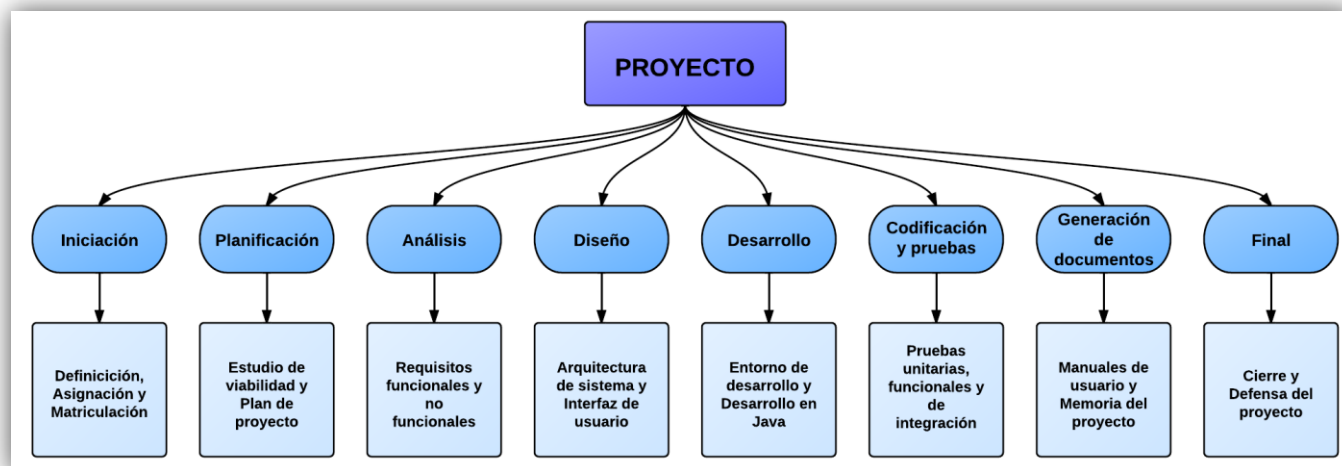 PROYECTO
Iniciación
Planificación
Análisis
Diseño
Desarrollo
Codificación
y pruebas
Generación
de
documentos
Final
Definicición,
Asignación y
Matriculación
Estudio de
viabilidad y
Plan de
proyecto
Requisitos
funcionales y
no
funcionales
Arquitectura
de sistema y
Interfaz de
usuario
Entorno de
desarrollo y
Desarrollo en
Java
Pruebas
unitarias,
funcionales y
de
integración
Manuales de
usuario y
Memoria del
proyecto
Cierre y
Defensa del
proyecto